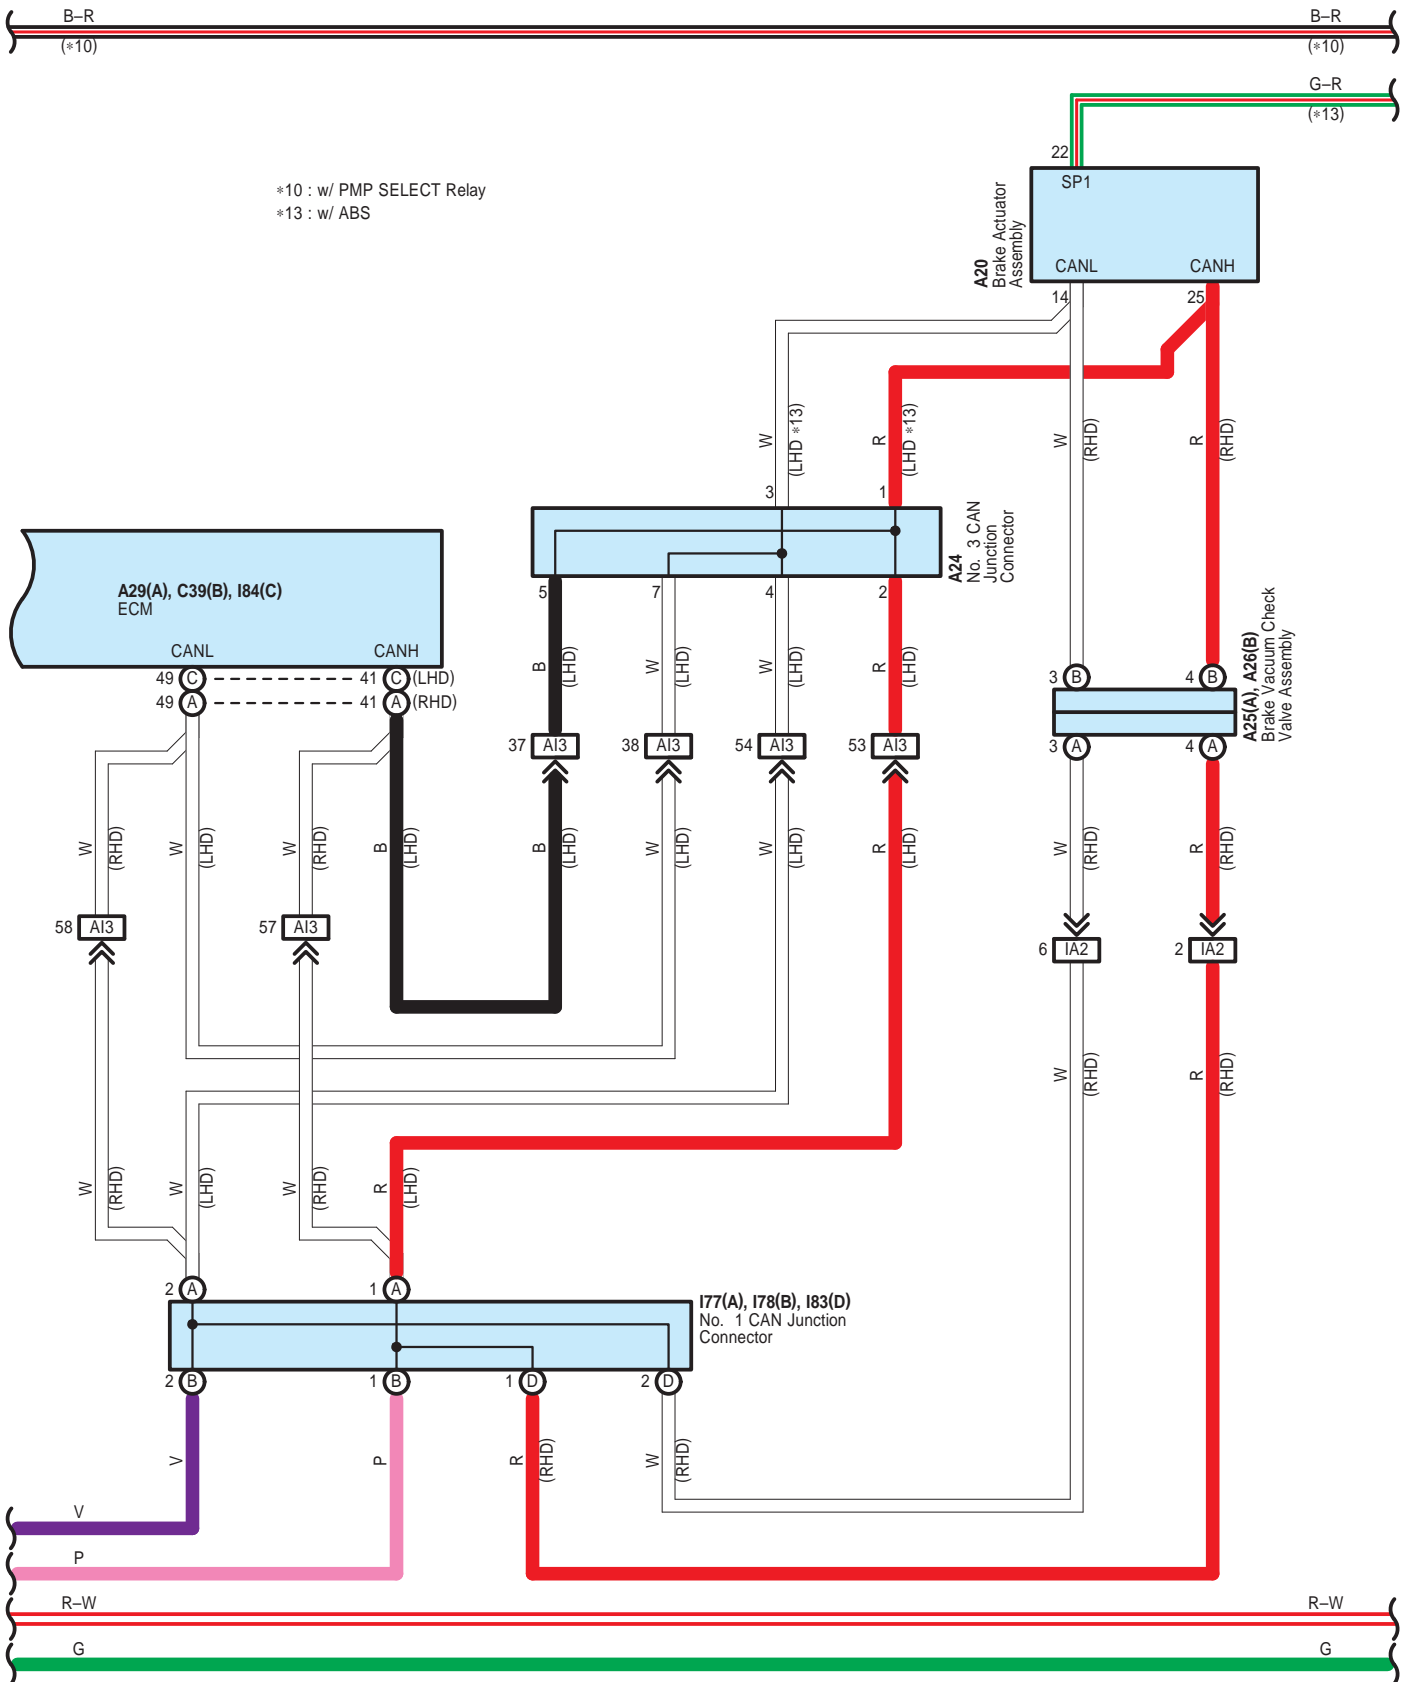 B–R
B–R
(∗10)
(∗10)
G–R
(∗13)
22
∗10 : w/ PMP SELECT Relay
∗13 : w/ ABS
SP1
CANL
CANH
A20
Brake Actuator
Assembly
14
25
W
(LHD ∗13)
R
(LHD ∗13)
W
(RHD)
R
(RHD)
3
1
A24
No. 3 CAN
Junction
Connector
5
7
4
2
A29(A), C39(B), I84(C)
ECM
CANL
CANH
49 C
41 C (LHD)
49 A
41 A (RHD)
B
(LHD)
W
(LHD)
W
(LHD)
R
(LHD)
3 B
4 B
A25(A), A26(B)
Brake Vacuum Check
Valve Assembly
3 A
4 A
37 AI3
38 AI3
54 AI3
53 AI3
W
(RHD)
W
(LHD)
W
(RHD)
B
(LHD)
B
(LHD)
W
(LHD)
W
(LHD)
R
(LHD)
W
(RHD)
R
(RHD)
58 AI3
57 AI3
6 IA2
2 IA2
W
(RHD)
R
(RHD)
W
(RHD)
W
(LHD)
W
(RHD)
R
(LHD)
2 A
1 A
I77(A), I78(B), I83(D)
No. 1 CAN Junction
Connector
2 B
1 B
1 D
2 D
V
P
R
(RHD)
W
(RHD)
V
P
R–W
R–W
G
G